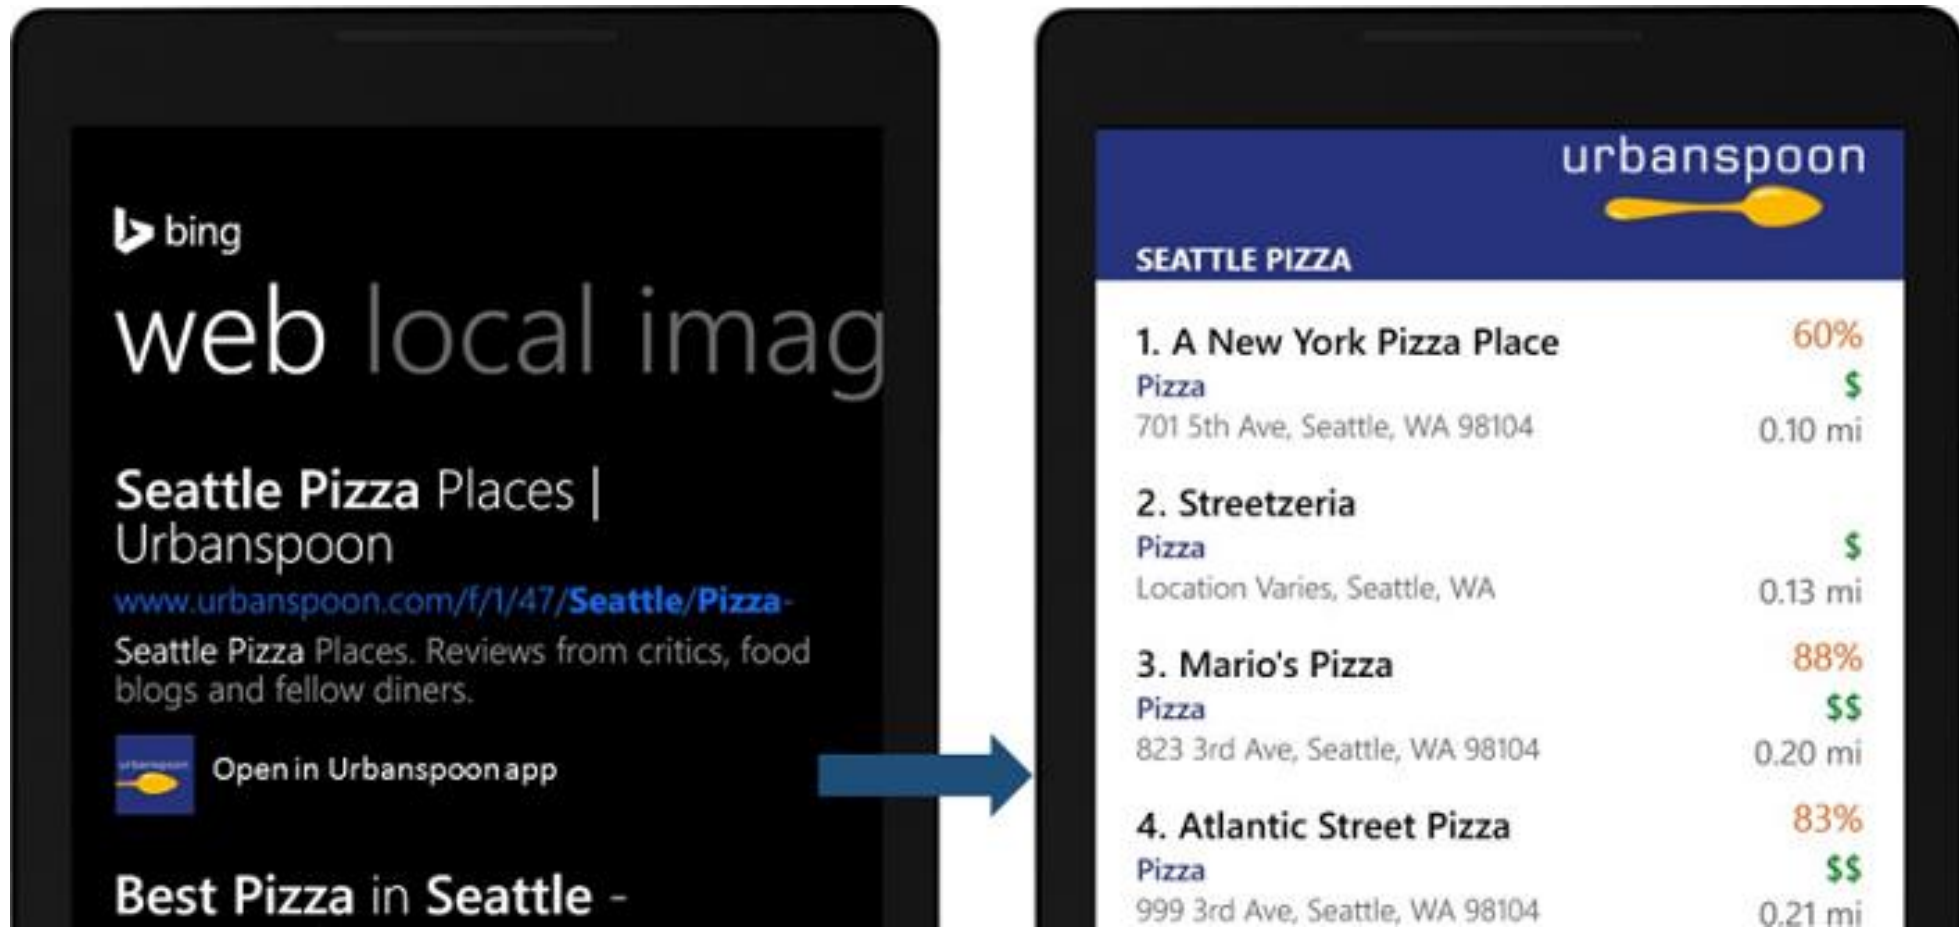 bing
web local imag
Seattle Pizza Places |
Urbanspoon
www.urbanspoon.com/f/1/47/Seattle/Pizza-
Seattle Pizza Places. Reviews from critics, food
blogs and fellow diners.
urbanspoon
Open in Urbanspoon app
Best Pizza in Seattle -
urbanspoon
SEATTLE PIZZA
1. A New York Pizza Place 60%
Pizza $
701 5th Ave, Seattle, WA 98104 0.10 mi
2. Streetzeria
Pizza $
Location Varies, Seattle, WA 0.13 mi
3. Mario's Pizza 88%
Pizza $$
823 3rd Ave, Seattle, WA 98104 0.20 mi
4. Atlantic Street Pizza 83%
Pizza $$
999 3rd Ave, Seattle, WA 98104 0.21 mi